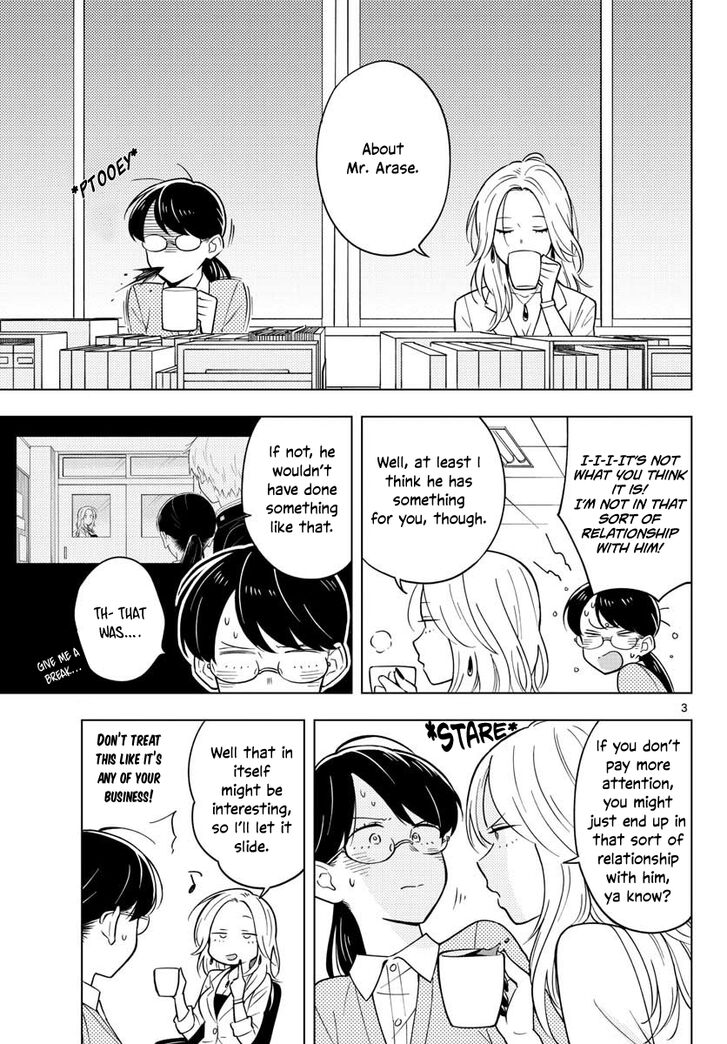 About
Mr. Arase.
*PTOOEY*
I-I-I-IT'S NOT
WHAT YOU THINK
IT IS!
I'M NOT IN THAT
SORT OF
RELATIONSHIP
WITH HIM!
Well, at least I
think he has
something
for you, though.
If not, he
wouldn't
have done
something
like that.
TH- THAT
WAS....
GIVE ME A
BREAK...
3
If you don't
pay more
attention,
you might
just end up in
that sort of
relationship
with him,
ya know?
*STARE*
Well that in
itself
might be
interesting,
so I'll let it
slide.
DON'T TREAT
THIS LIKE IT'S
ANY OF YOUR
BUSINESS!